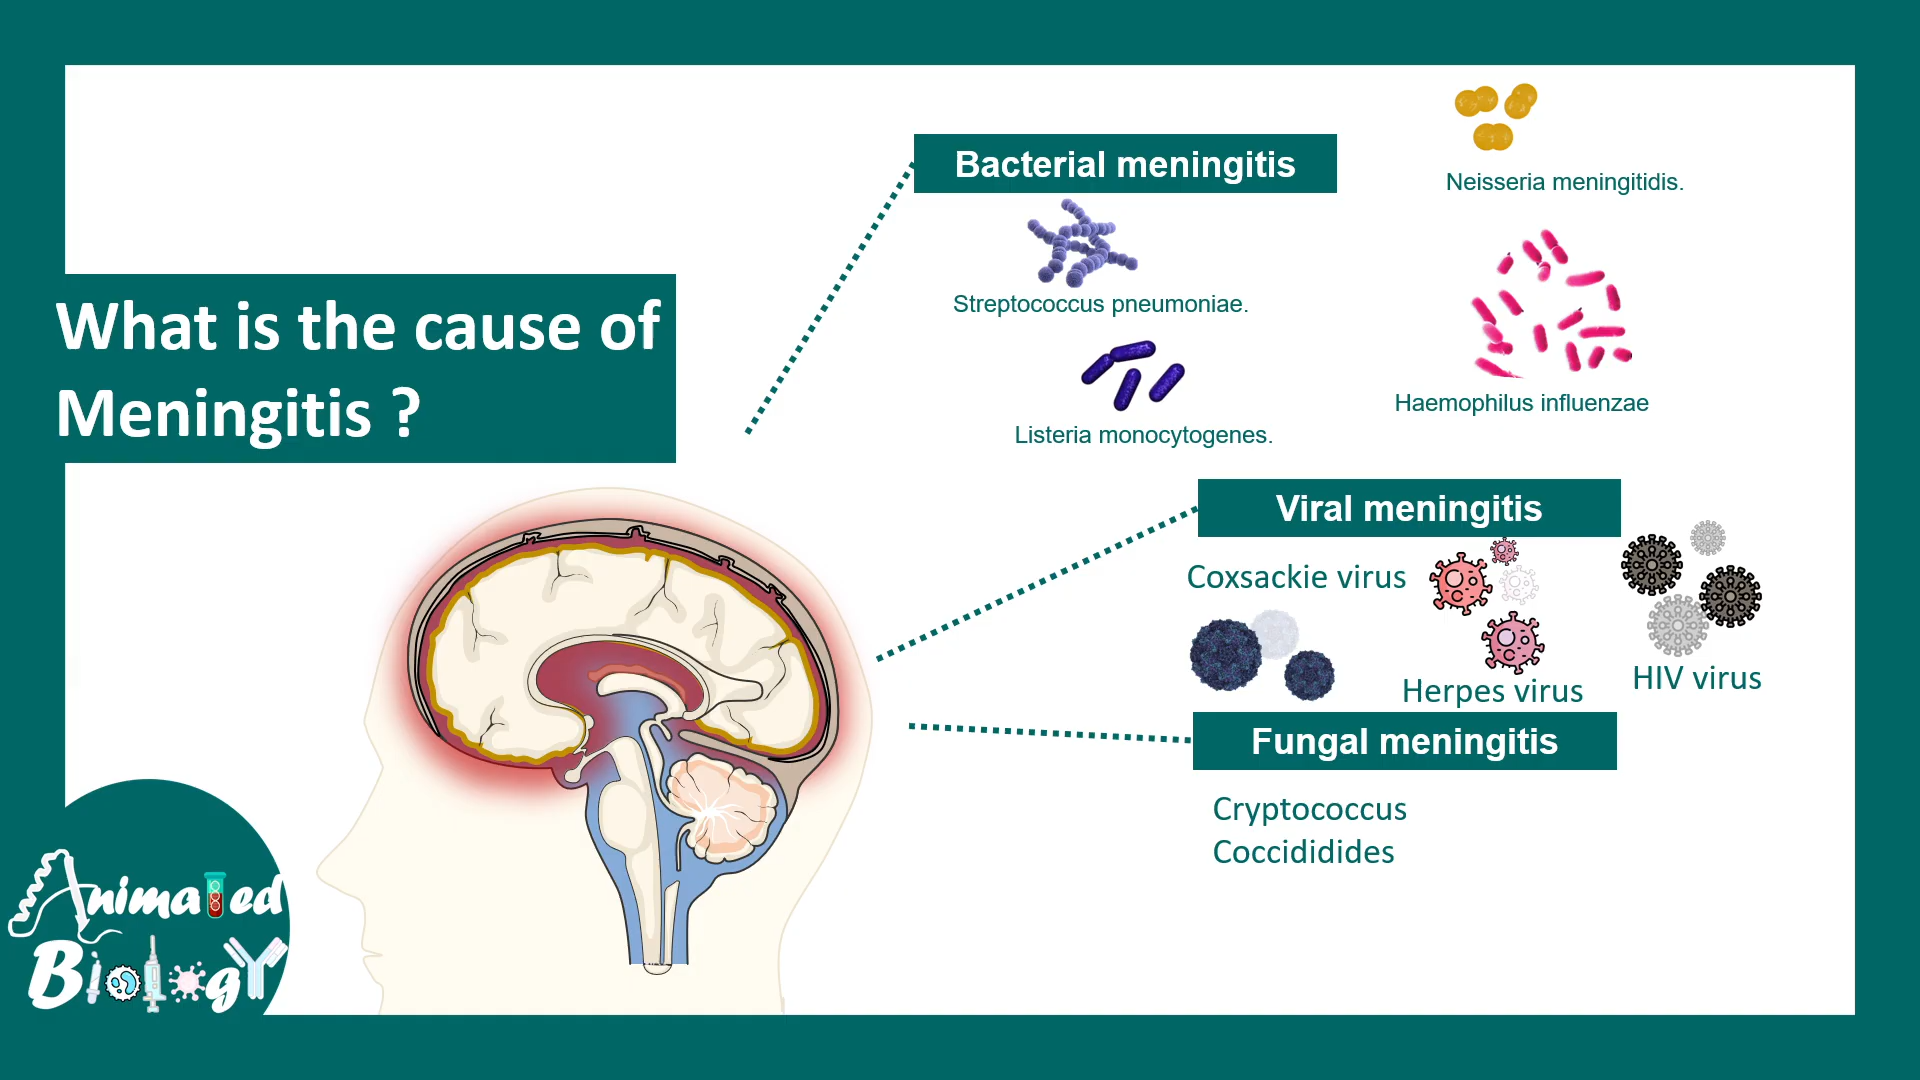 What is the cause of
Meningitis ?
Bacterial meningitis
Neisseria meningitidis.
Streptococcus pneumoniae.
Haemophilus influenzae
Listeria monocytogenes.
Viral meningitis
Coxsackie virus
Herpes virus
HIV virus
Fungal meningitis
Cryptococcus
Coccididides
Animated
Biology